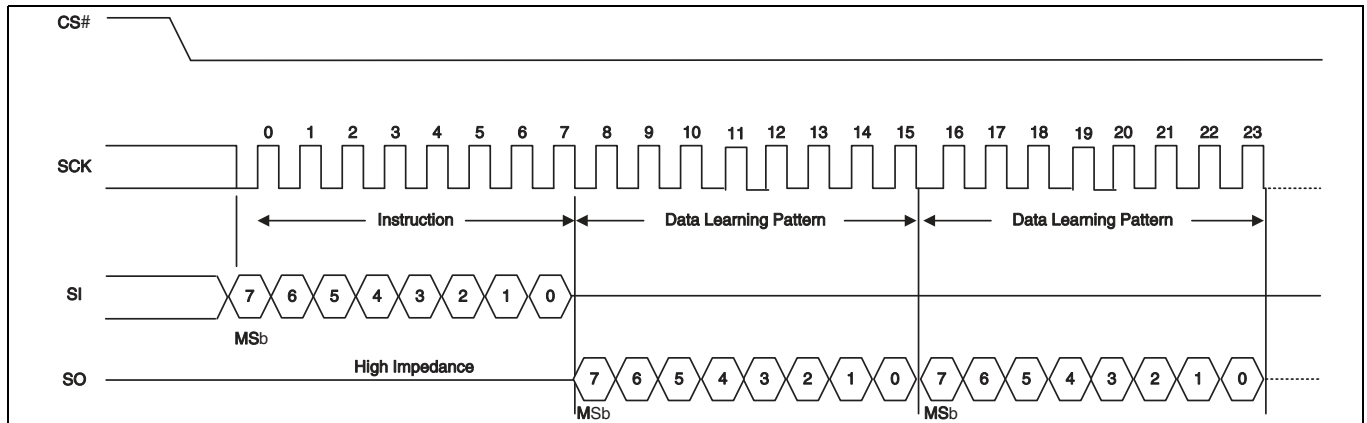 CS#
0 1 2 3 4 5 6 7 8 9 10 11 12 13 14 15 16 17 18 19 20 21 22 23
SCK
Instruction Data Learning Pattern Data Learning Pattern
SI 7 6 5 4 3 2 1 0
MSb
High Impedance
SO 7 6 5 4 3 2 1 0 7 6 5 4 3 2 1 0
MSb MSb